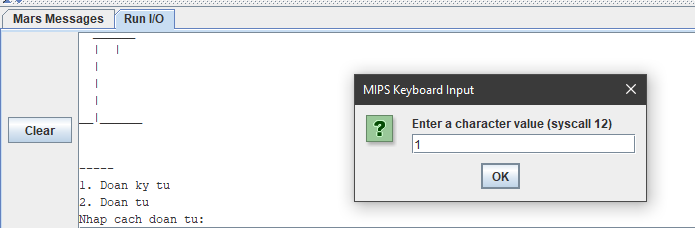 Mars Messages
Run I/O
Clear
-----
1. Doan ky tu
2. Doan tu
Nhap cach doan tu:
MIPS Keyboard Input
Enter a character value (syscall 12)
1
OK